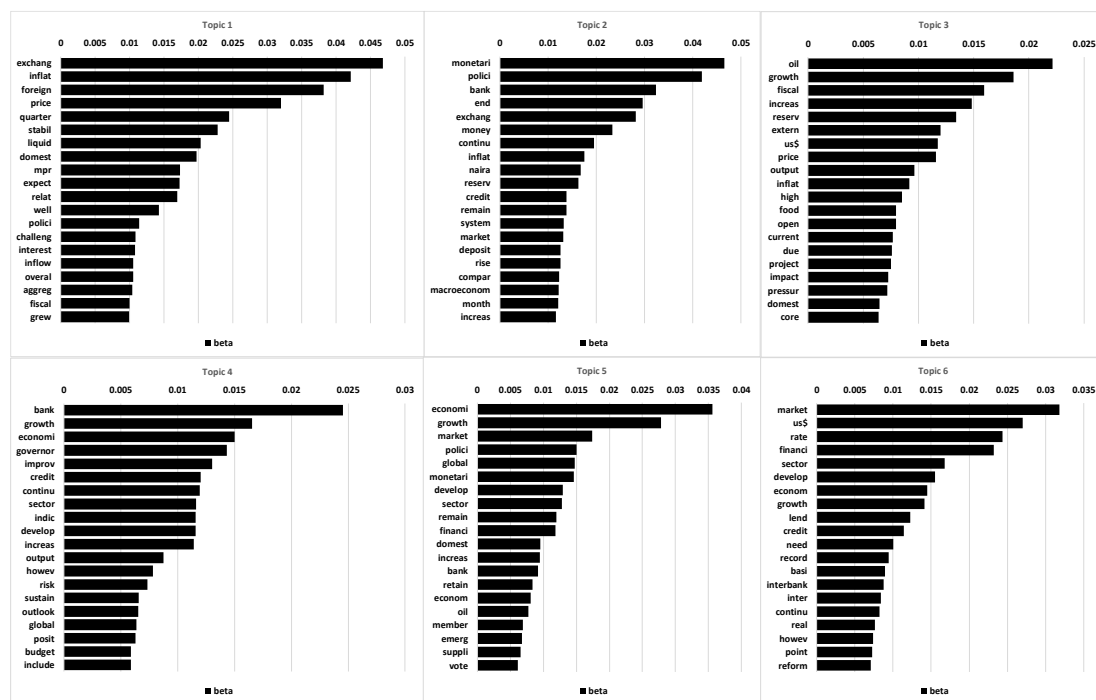 Topic 1
0 0.005 0.01 0.015 0.02 0.025 0.03 0.035 0.04 0.045 0.05
exchang
inflat
foreign
price
quarter
stabil
liquid
domest
mpr
expect
relat
well
polici
challeng
interest
inflow
overal
aggreg
fiscal
grew
beta
Topic 2
0 0.01 0.02 0.03 0.04 0.05
monetari
polici
bank
end
exchang
money
continu
inflat
naira
reserv
credit
remain
system
market
deposit
rise
compar
macroeconom
month
increas
beta
Topic 3
0 0.005 0.01 0.015 0.02 0.025
oil
growth
fiscal
increas
reserv
extern
us$
price
output
inflat
high
food
open
current
due
project
impact
pressur
domest
core
beta
Topic 4
0 0.005 0.01 0.015 0.02 0.025 0.03
bank
growth
economi
governor
improv
credit
continu
sector
indic
develop
increas
output
howev
risk
sustain
outlook
global
posit
budget
include
beta
Topic 5
0 0.005 0.01 0.015 0.02 0.025 0.03 0.035 0.04
economi
growth
market
polici
global
monetari
develop
sector
remain
financi
domest
increas
bank
retain
econom
oil
member
emerg
suppli
vote
beta
Topic 6
0 0.005 0.01 0.015 0.02 0.025 0.03 0.035
market
us$
rate
financi
sector
develop
econom
growth
lend
credit
need
record
basi
interbank
inter
continu
real
howev
point
reform
beta